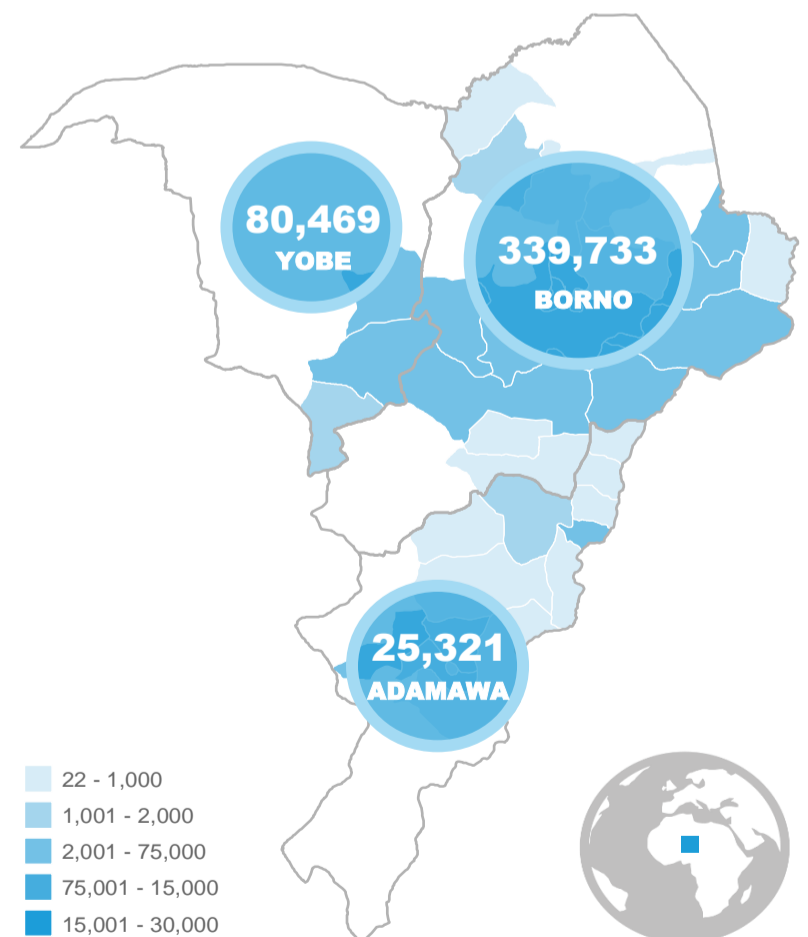 80,469
YOBE
339,733
BORNO
25,321
ADAMAWA
22 - 1,000
1,001 - 2,000
2,001 - 75,000
75,001 - 15,000
15,001 - 30,000